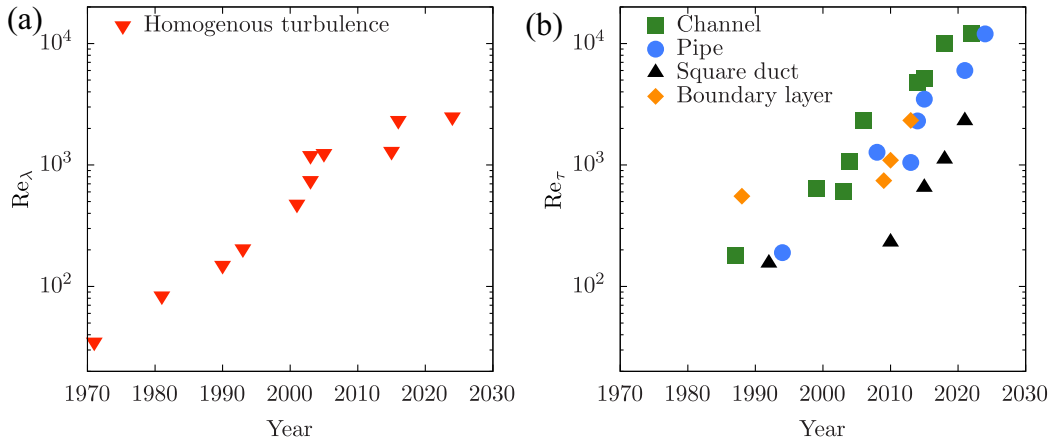 (a)
Homogenous turbulence
10^4
10^3
10^2
Re_λ
1970 1980 1990 2000 2010 2020 2030
Year
(b)
Channel
Pipe
Square duct
Boundary layer
10^4
10^3
10^2
Re_τ
1970 1980 1990 2000 2010 2020 2030
Year